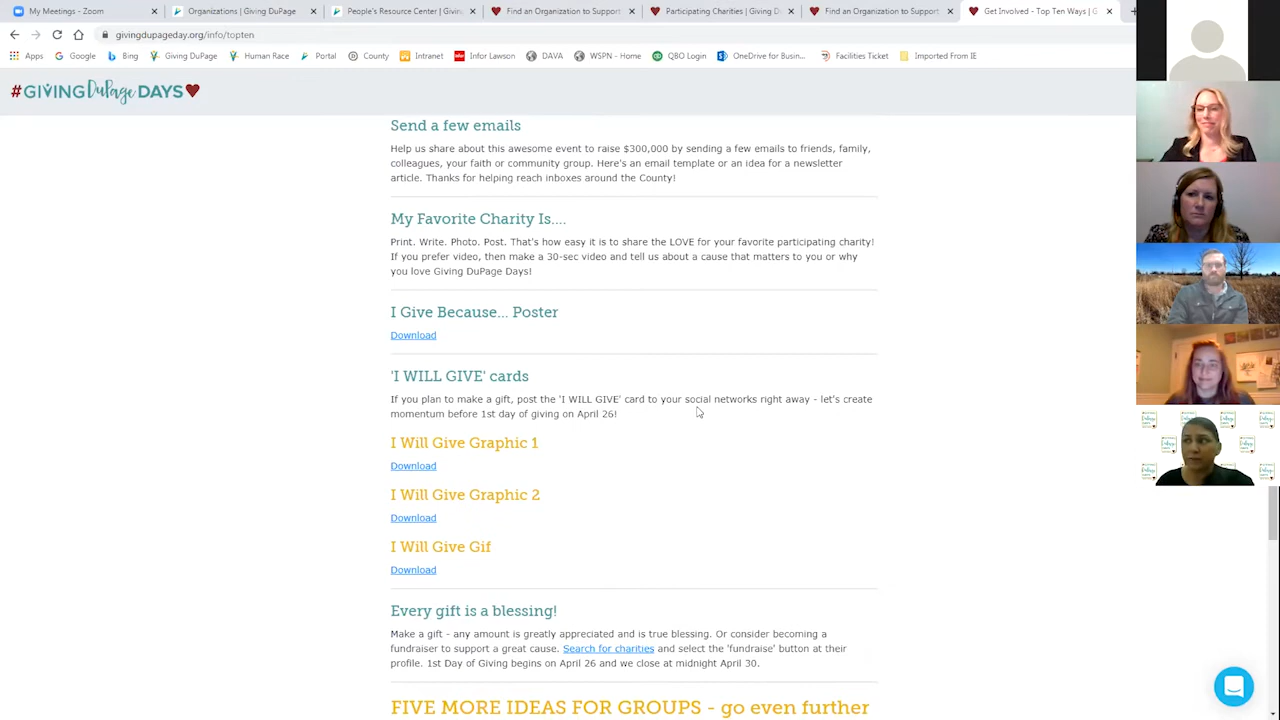 My Meetings - Zoom
Organizations | Giving DuPage
People's Resource Center | Giving
Find an Organization to Support
Participating Charities | Giving D
Find an Organization to Support
Get Involved - Top Ten Ways | G
givingdupageday.org/info/topten
Apps Google Bing Giving DuPage Human Race Portal County Intranet Infor Lawson DAVA WSPN - Home QBO Login OneDrive for Busin... Facilities Ticket Imported From IE
#GIVING DuPage DAYS
Send a few emails
Help us share about this awesome event to raise $300,000 by sending a few emails to friends, family,
colleagues, your faith or community group. Here's an email template or an idea for a newsletter
article. Thanks for helping reach inboxes around the County!
My Favorite Charity Is....
Print. Write. Photo. Post. That's how easy it is to share the LOVE for your favorite participating charity!
If you prefer video, then make a 30-sec video and tell us about a cause that matters to you or why
you love Giving DuPage Days!
I Give Because... Poster
Download
'I WILL GIVE' cards
If you plan to make a gift, post the 'I WILL GIVE' card to your social networks right away - let's create
momentum before 1st day of giving on April 26!
I Will Give Graphic 1
Download
I Will Give Graphic 2
Download
I Will Give Gif
Download
Every gift is a blessing!
Make a gift - any amount is greatly appreciated and is true blessing. Or consider becoming a
fundraiser to support a great cause. Search for charities and select the 'fundraise' button at their
profile. 1st Day of Giving begins on April 26 and we close at midnight April 30.
FIVE MORE IDEAS FOR GROUPS - go even further